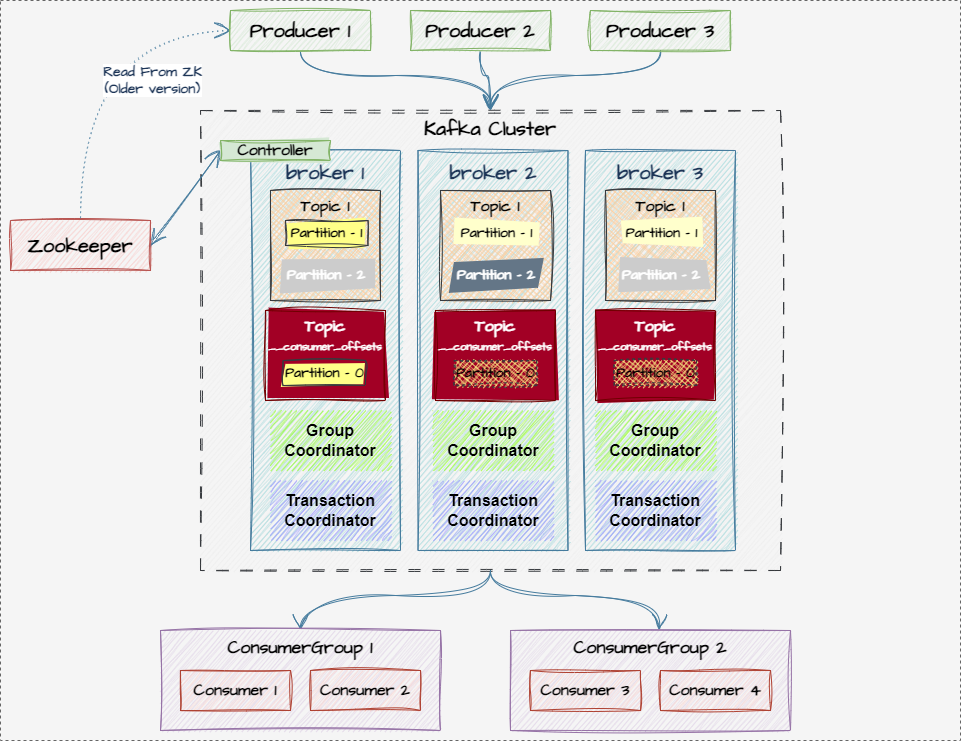 Producer 1
Producer 2
Producer 3
Read From ZK
(Older version)
Kafka Cluster
Controller
Zookeeper
broker 1
Topic 1
Partition - 1
Partition - 2
Topic
__consumer_offsets
Partition - 0
Group
Coordinator
Transaction
Coordinator
broker 2
Topic 1
Partition - 1
Partition - 2
Topic
__consumer_offsets
Partition - 0
Group
Coordinator
Transaction
Coordinator
broker 3
Topic 1
Partition - 1
Partition - 2
Topic
__consumer_offsets
Partition - 0
Group
Coordinator
Transaction
Coordinator
ConsumerGroup 1
Consumer 1
Consumer 2
ConsumerGroup 2
Consumer 3
Consumer 4